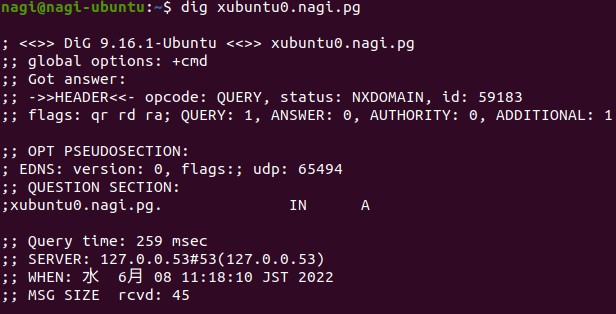 nagi@nagi-ubuntu:~$ dig xubuntu0.nagi.pg
; <<>> DiG 9.16.1-Ubuntu <<>> xubuntu0.nagi.pg
;; global options: +cmd
;; Got answer:
;; ->>HEADER<<- opcode: QUERY, status: NXDOMAIN, id: 59183
;; flags: qr rd ra; QUERY: 1, ANSWER: 0, AUTHORITY: 0, ADDITIONAL: 1
;; OPT PSEUDOSECTION:
; EDNS: version: 0, flags:; udp: 65494
;; QUESTION SECTION:
;xubuntu0.nagi.pg. IN A
;; Query time: 259 msec
;; SERVER: 127.0.0.53#53(127.0.0.53)
;; WHEN: 水 6月 08 11:18:10 JST 2022
;; MSG SIZE rcvd: 45